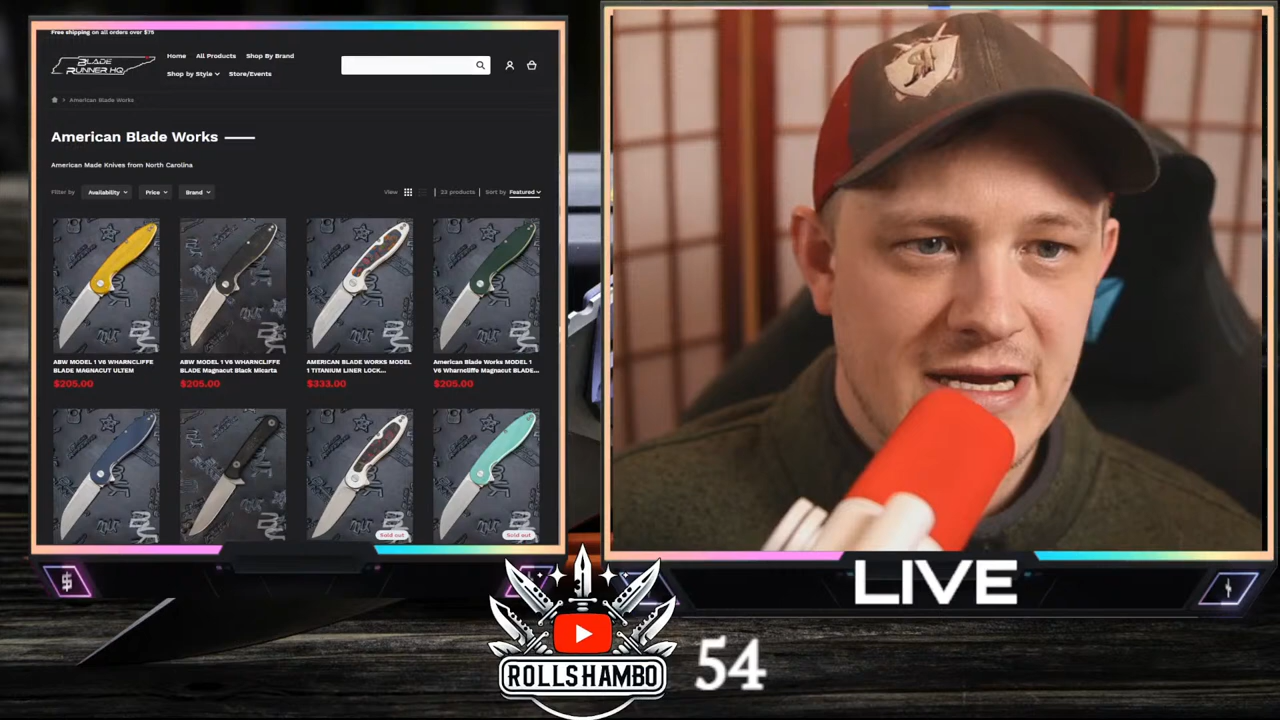 Free shipping on all orders over $75
BLADE
RUNNER HQ
Home All Products Shop By Brand
Shop by Style Store/Events
American Blade Works
American Blade Works
American Made Knives from North Carolina
Filter by Availability Price Brand View 23 products Sort by Featured
ABW MODEL 1 V6 WHARNCLIFFE
BLADE MAGNACUT ULTEM
$205.00
ABW MODEL 1 V6 WHARNCLIFFE
BLADE Magnacut Black Micarta
$205.00
AMERICAN BLADE WORKS MODEL
1 TITANIUM LINER LOCK...
$333.00
American Blade Works MODEL 1
V6 Wharncliffe Magnacut BLADE...
$205.00
Sold out
Sold out
$
LIVE
ROLLSHAMBO
54